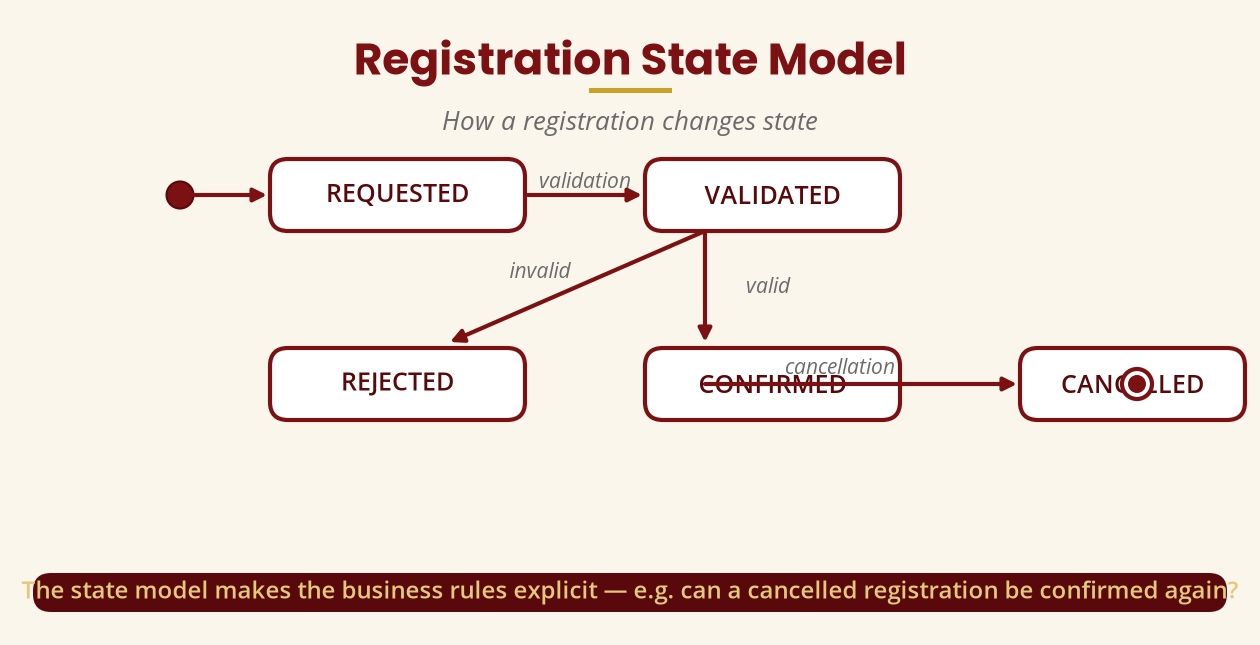 Registration State Model
How a registration changes state
REQUESTED
validation
VALIDATED
invalid
valid
REJECTED
CONFIRMED
cancellation
CANCELLED
The state model makes the business rules explicit — e.g. can a cancelled registration be confirmed again?